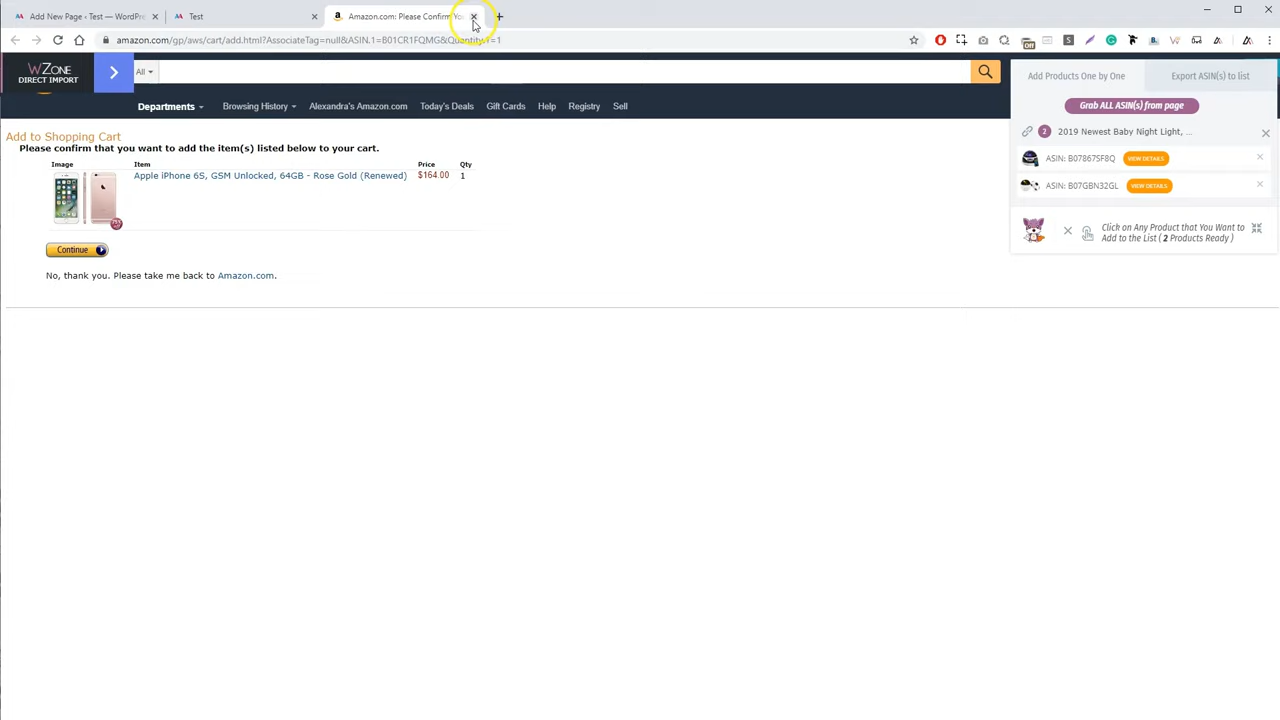 Add New Page ‹ Test — WordPre
Test
Amazon.com: Please Confirm Yo
amazon.com/gp/aws/cart/add.html?AssociateTag=null&ASIN.1=B01CR1FQMG&Quantity.1=1
WZONE
DIRECT IMPORT
All
Departments
Browsing History
Alexandra's Amazon.com
Today's Deals
Gift Cards
Help
Registry
Sell
Add to Shopping Cart
Please confirm that you want to add the item(s) listed below to your cart.
Image Item Price Qty
Apple iPhone 6S, GSM Unlocked, 64GB - Rose Gold (Renewed) $164.00 1
Continue
No, thank you. Please take me back to Amazon.com.
Add Products One by One
Export ASIN(s) to list
Grab ALL ASIN(s) from page
2 2019 Newest Baby Night Light, ...
ASIN: B07867SF8Q VIEW DETAILS
ASIN: B07GBN32GL VIEW DETAILS
Click on Any Product that You Want to
Add to the List ( 2 Products Ready )